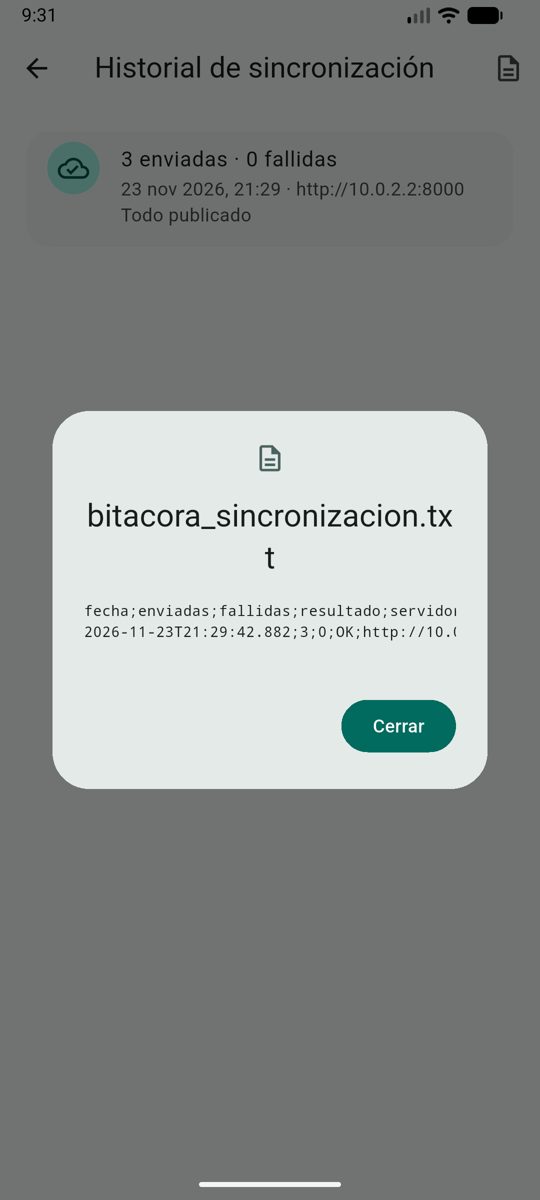 9:31
Historial de sincronización
3 enviadas · 0 fallidas
23 nov 2026, 21:29 · http://10.0.2.2:8000
Todo publicado
bitacora_sincronizacion.tx
t
fecha;enviadas;fallidas;resultado;servidor
2026-11-23T21:29:42.882;3;0;OK;http://10.0
Cerrar